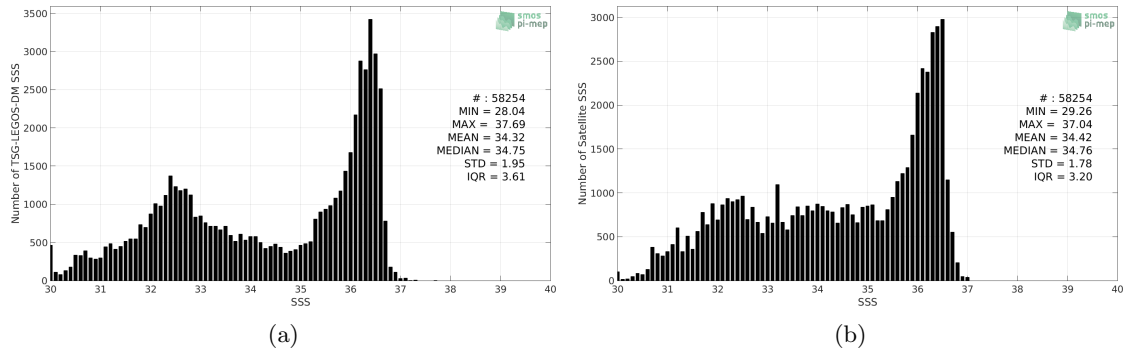 3500
3000
2500
2000
1500
1000
500
0
Number of TSG-LEGOS-DM SSS
smos
pi-mep
# : 58254
MIN = 28.04
MAX = 37.69
MEAN = 34.32
MEDIAN = 34.75
STD = 1.95
IQR = 3.61
30 31 32 33 34 35 36 37 38 39 40
SSS
(a)
3000
2500
2000
1500
1000
500
0
Number of Satellite SSS
smos
pi-mep
# : 58254
MIN = 29.26
MAX = 37.04
MEAN = 34.42
MEDIAN = 34.76
STD = 1.78
IQR = 3.20
30 31 32 33 34 35 36 37 38 39 40
SSS
(b)